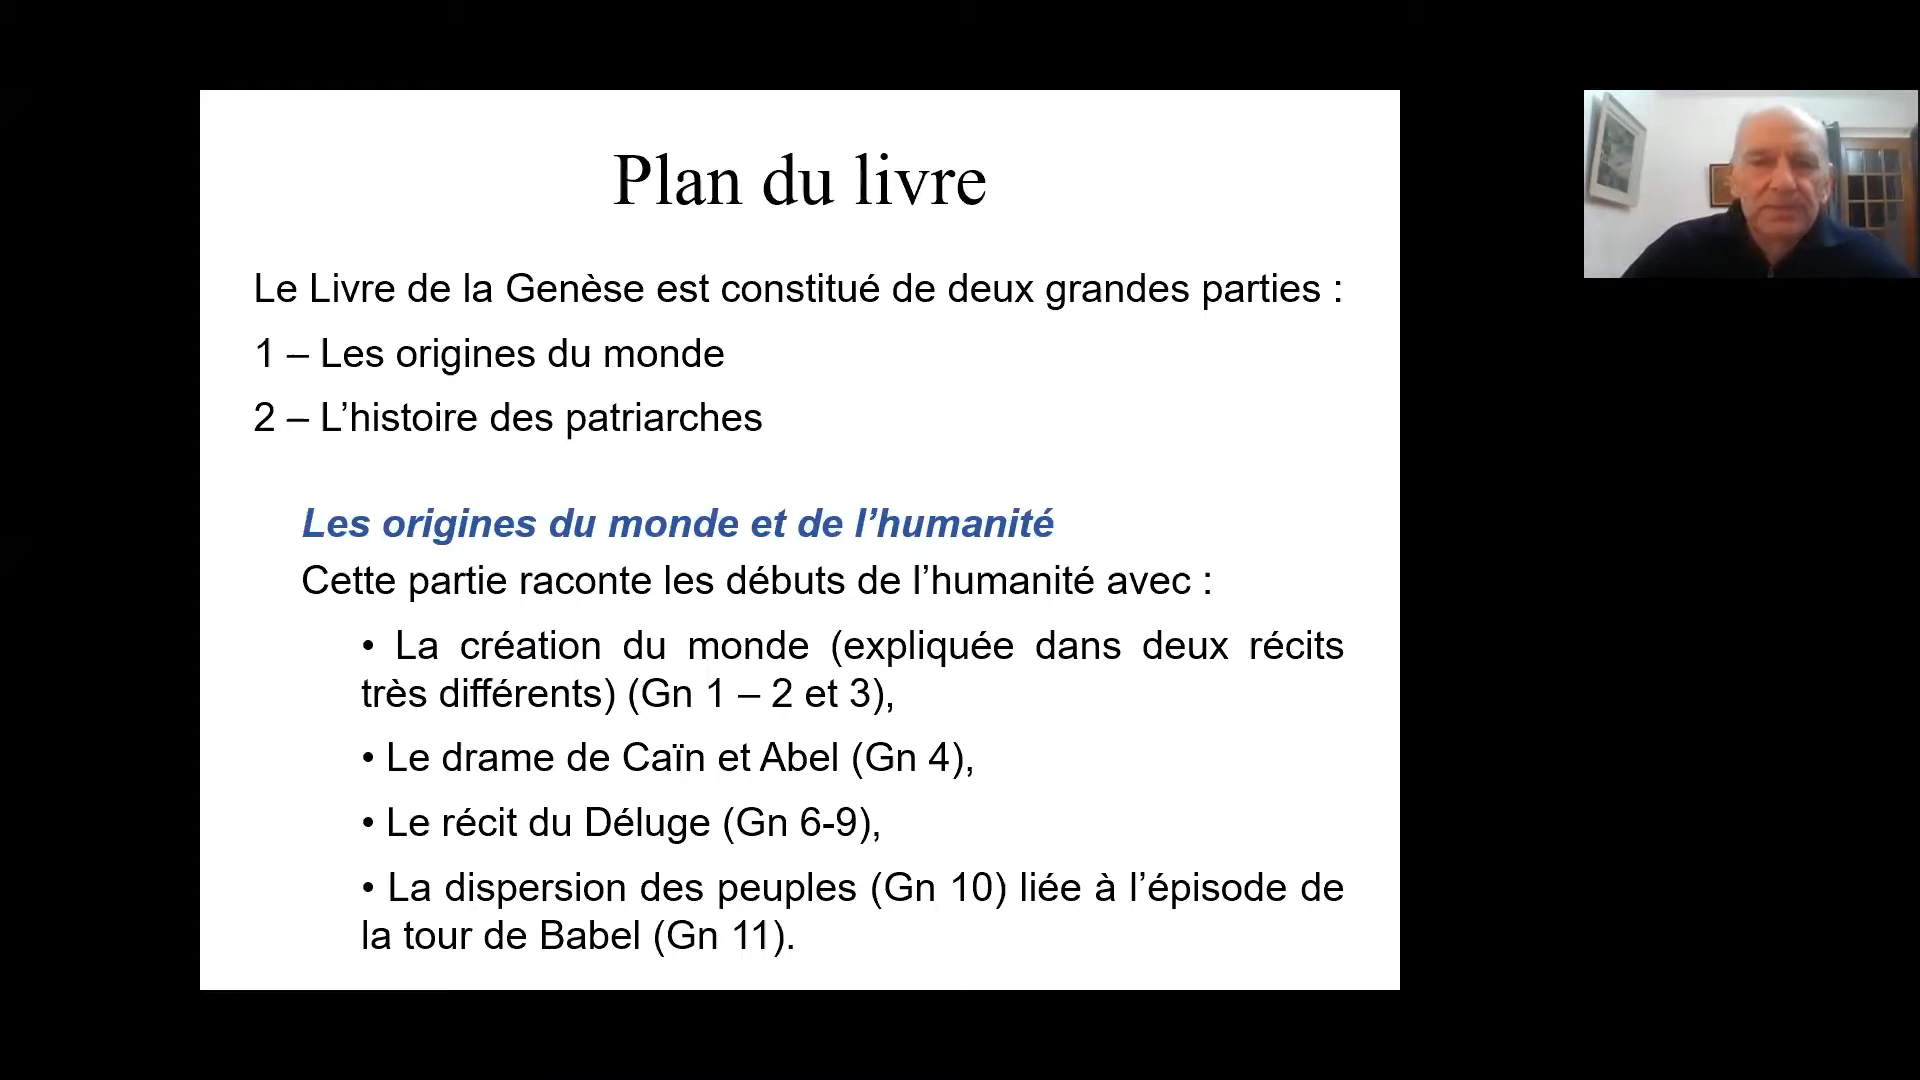 Plan du livre
Le Livre de la Genèse est constitué de deux grandes parties :
1 – Les origines du monde
2 – L’histoire des patriarches
Les origines du monde et de l’humanité
Cette partie raconte les débuts de l’humanité avec :
• La création du monde (expliquée dans deux récits
très différents) (Gn 1 – 2 et 3),
• Le drame de Caïn et Abel (Gn 4),
• Le récit du Déluge (Gn 6-9),
• La dispersion des peuples (Gn 10) liée à l’épisode de
la tour de Babel (Gn 11).